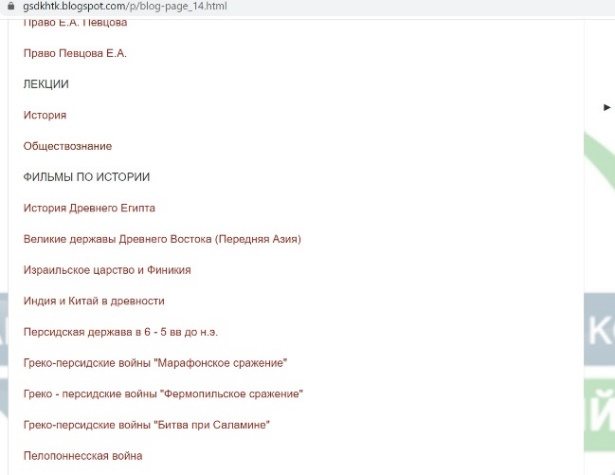 gsdkhtk.blogspot.com/p/blog-page_14.html
Право Е.А. Певцова
Право Певцова Е.А.
ЛЕКЦИИ
История
Обществознание
ФИЛЬМЫ ПО ИСТОРИИ
История Древнего Египта
Великие державы Древнего Востока (Передняя Азия)
Израильское царство и Финикия
Индия и Китай в древности
Персидская держава в 6 - 5 вв до н.э.
Греко-персидские войны "Марафонское сражение"
Греко - персидские войны "Фермопильское сражение"
Греко-персидские войны "Битва при Саламине"
Пелопоннесская война